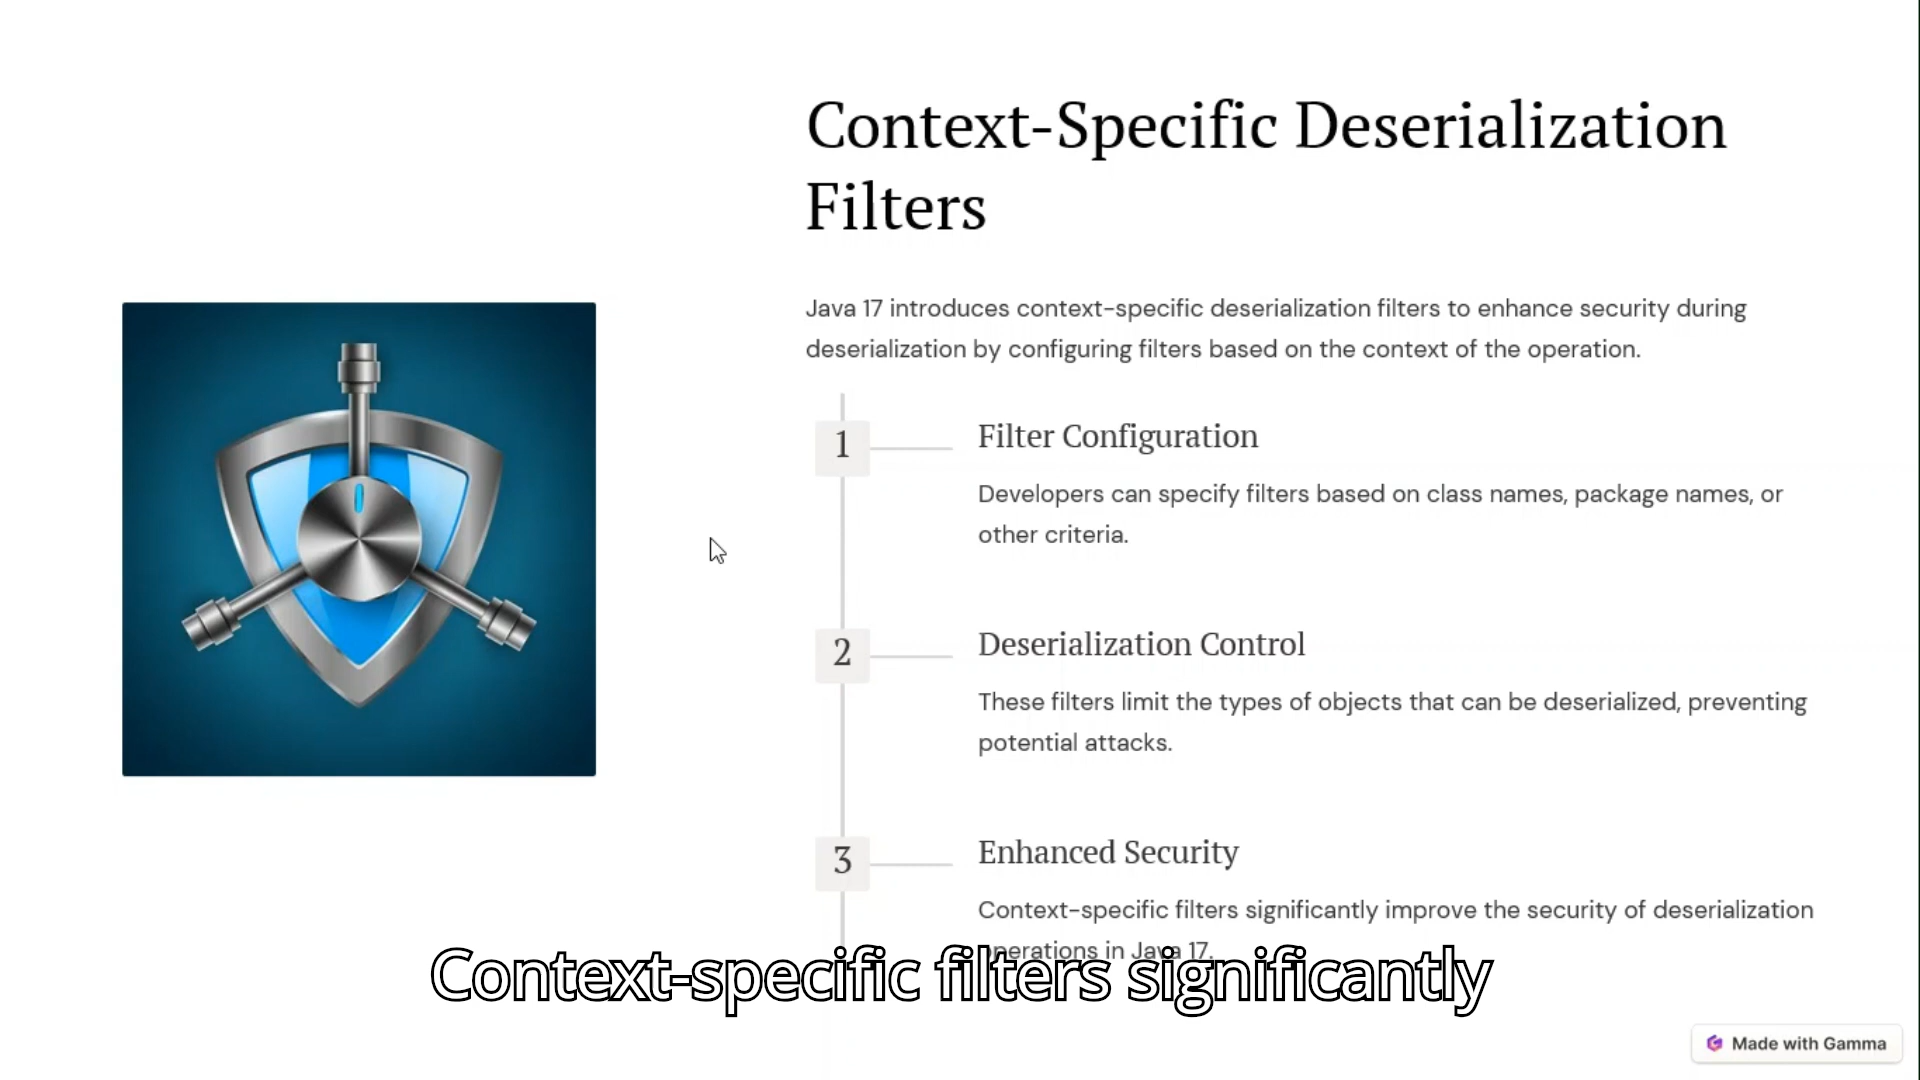 Context-Specific Deserialization
Filters
Java 17 introduces context-specific deserialization filters to enhance security during
deserialization by configuring filters based on the context of the operation.
1
Filter Configuration
Developers can specify filters based on class names, package names, or
other criteria.
2
Deserialization Control
These filters limit the types of objects that can be deserialized, preventing
potential attacks.
3
Enhanced Security
Context-specific filters significantly improve the security of deserialization
operations in Java 17.
Context-specific filters significantly
Made with Gamma